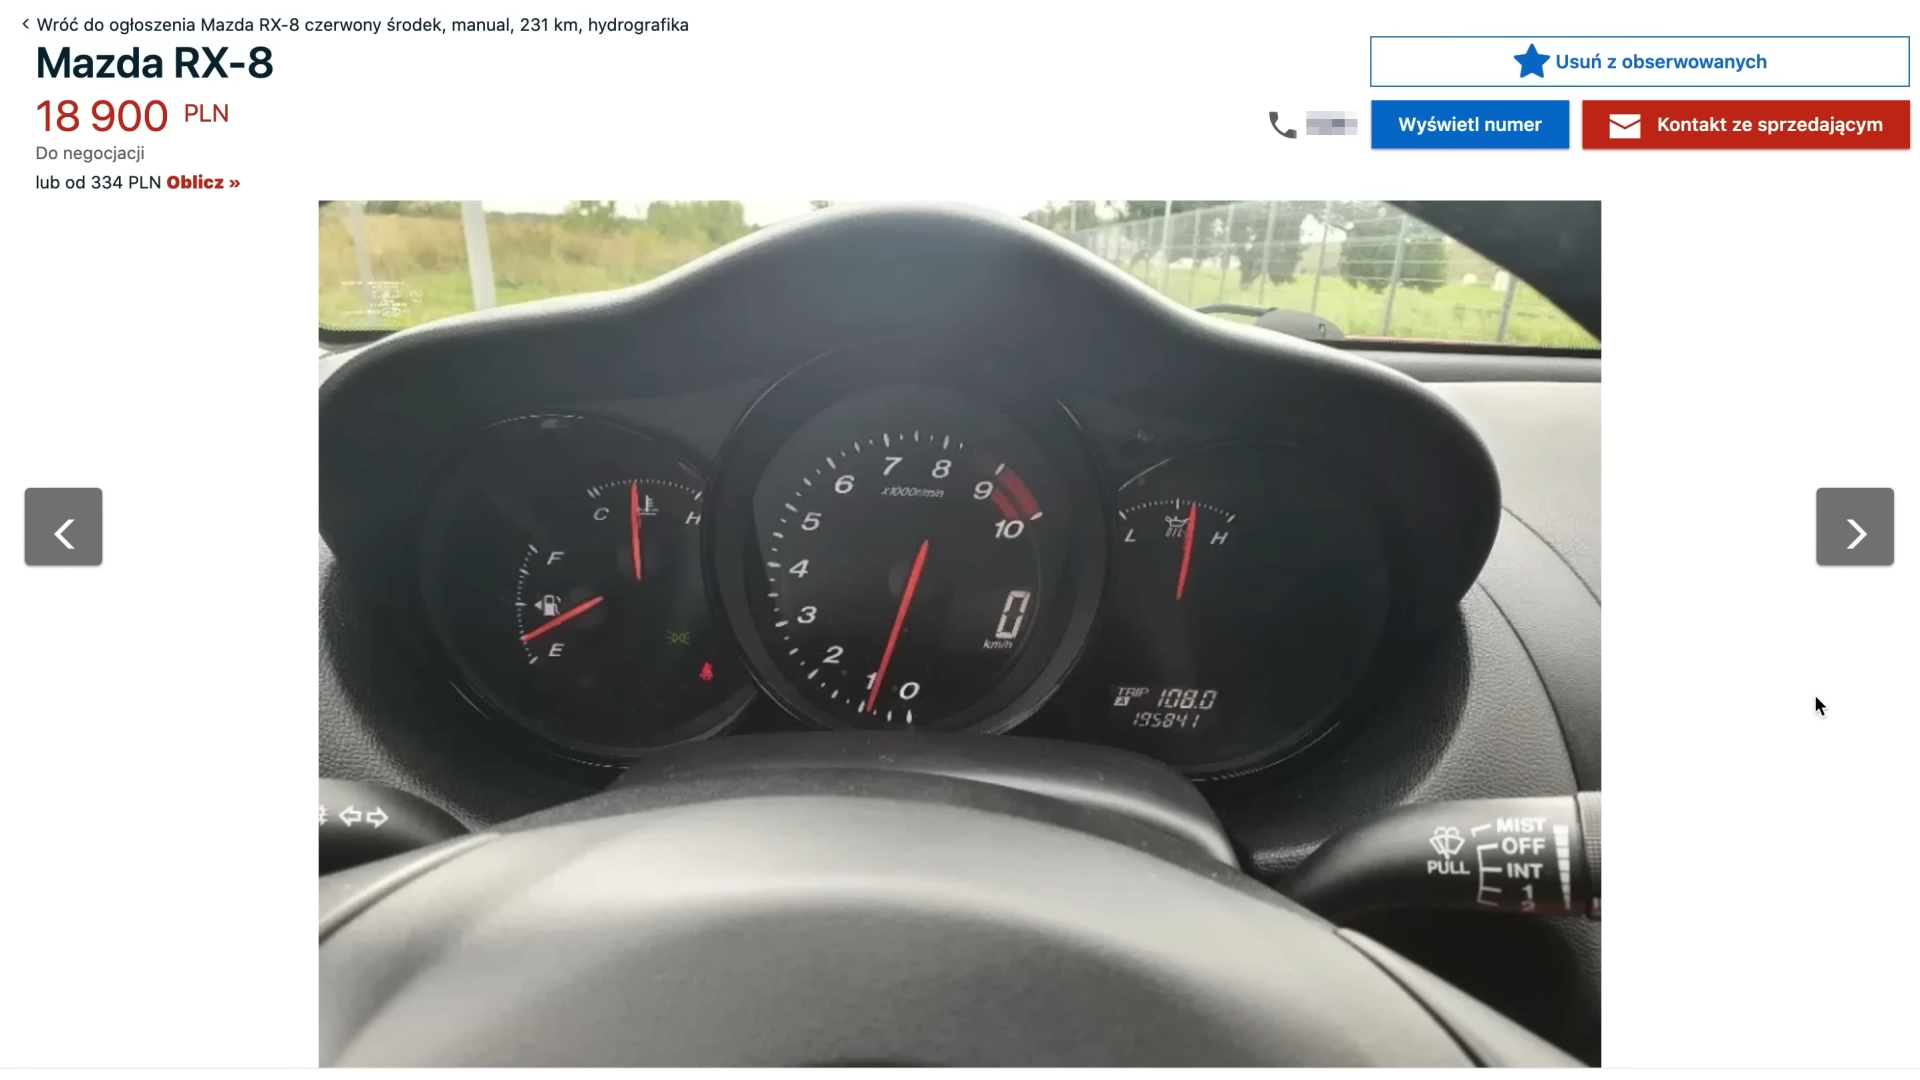 Wróć do ogłoszenia Mazda RX-8 czerwony środek, manual, 231 km, hydrografika
Mazda RX-8
18 900 PLN
Do negocjacji
lub od 334 PLN Oblicz »
Usuń z obserwowanych
Wyświetl numer
Kontakt ze sprzedającym
C H
F
E
0
1
2
3
4
5
6
7
8
9
10
x1000r/min
0
km/h
L OIL H
TRIP A 108.0
195841
MIST
OFF
PULL INT
1
2